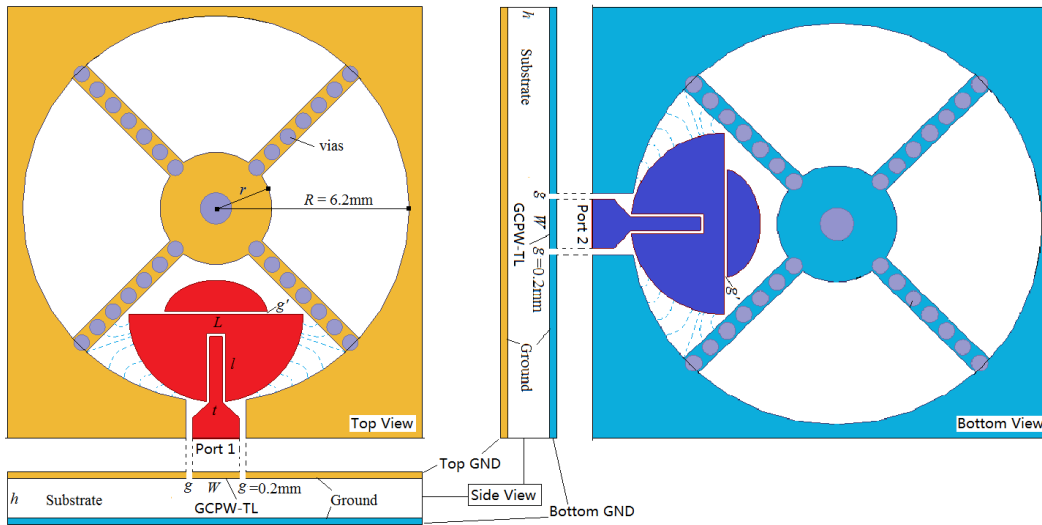 vias
r
R = 6.2mm
g'
L
l
t
Top View
Port 1
g
W
g=0.2mm
GCPW-TL
h
Substrate
Ground
Top GND
Side View
Bottom GND
h
Substrate
g
W
g=0.2mm
GCPW-TL
Ground
Port 2
g'
Bottom View